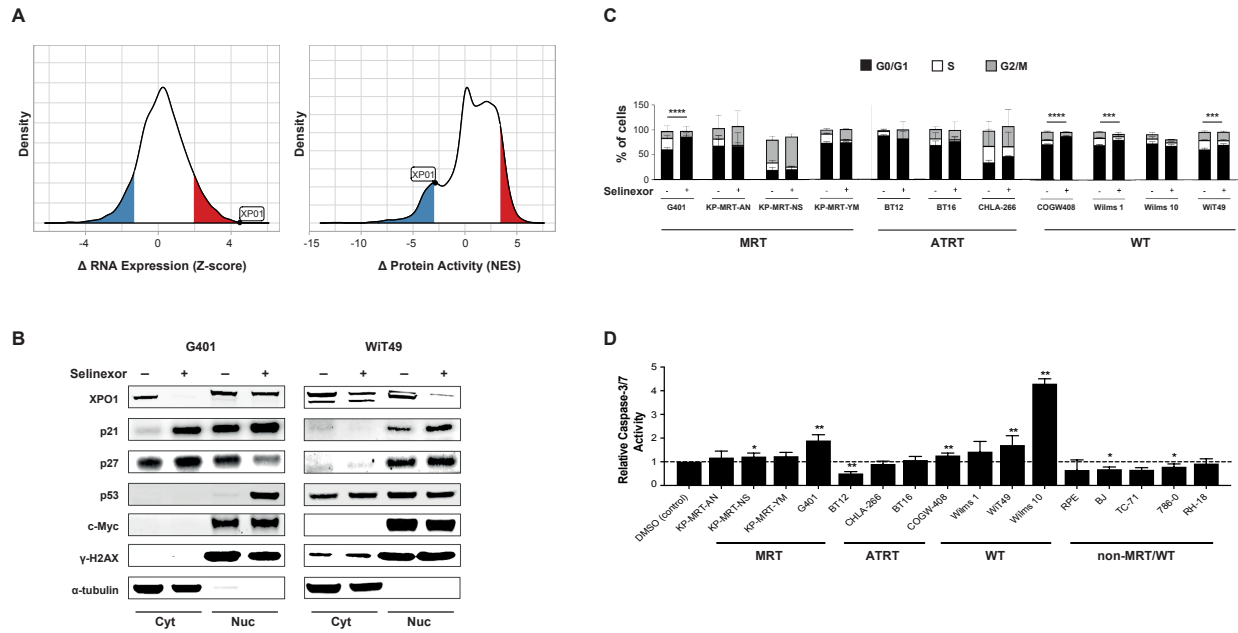 A
Density
XPO1
-4
0
4
Δ RNA Expression (Z-score)
Density
XPO1
-15
-10
-5
0
5
10
Δ Protein Activity (NES)
B
G401
WiT49
Selinexor – + – + – + – +
XPO1
p21
p27
p53
c-Myc
γ-H2AX
α-tubulin
Cyt Nuc Cyt Nuc
C
G0/G1 S G2/M
% of cells
150
100
50
0
**** **** *** ***
Selinexor - + - + - + - + - + - + - + - + - + - + - +
G401 KP-MRT-AN KP-MRT-NS KP-MRT-YM BT12 BT16 CHLA-266 COGW408 Wilms 1 Wilms 10 WiT49
MRT ATRT WT
D
Relative Caspase-3/7
Activity
5
4
3
2
1
0
* ** ** ** ** ** * *
DMSO (control)
KP-MRT-AN
KP-MRT-NS
KP-MRT-YM
G401
BT12
CHLA-266
BT16
COGW-408
Wilms 1
WiT49
Wilms 10
RPE
BJ
TC-71
786-0
RH-18
MRT ATRT WT non-MRT/WT